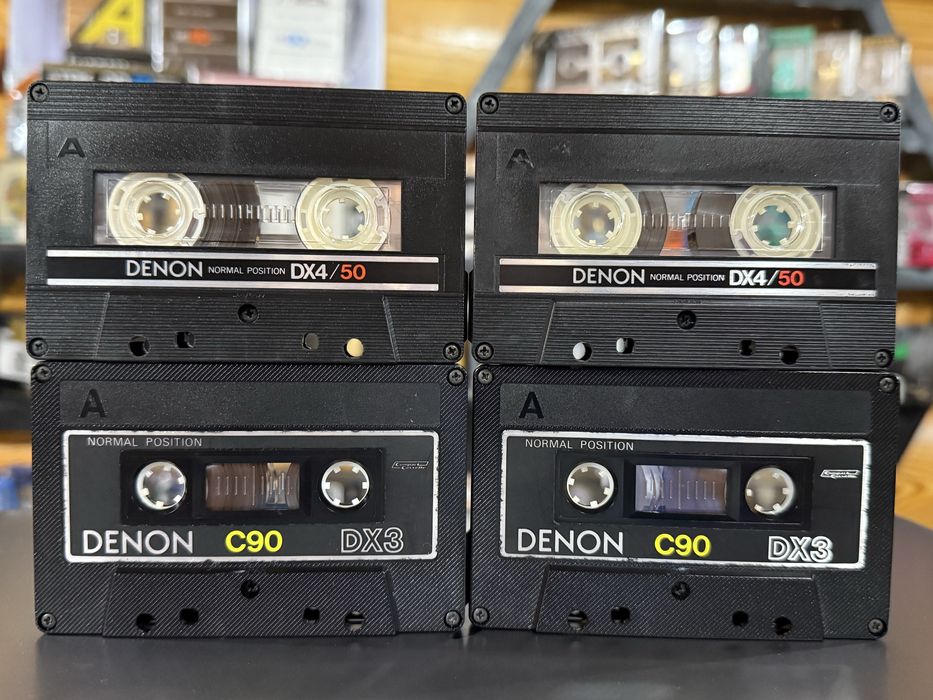 A
A
DENON NORMAL POSITION DX4/50
DENON NORMAL POSITION DX4/50
A
A
NORMAL POSITION
NORMAL POSITION
DENON C90 DX3
DENON C90 DX3